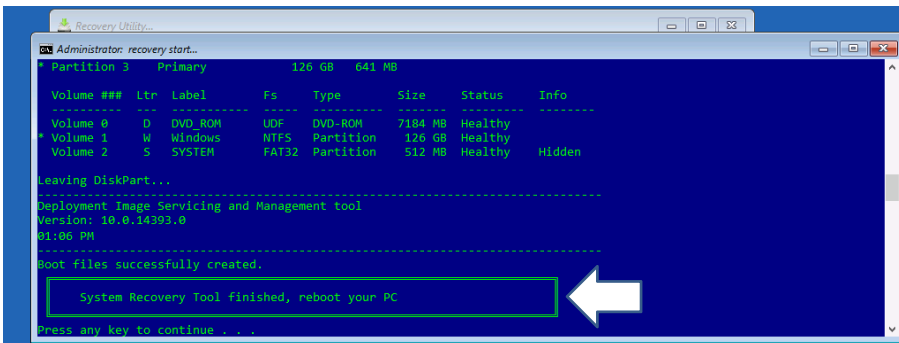 Recovery Utility...
Administrator: recovery start...
* Partition 3    Primary            126 GB   641 MB
Volume ###  Ltr  Label        Fs     Type        Size     Status     Info
----------  ---  -----------  -----  ----------  -------  ---------  --------
Volume 0     D   DVD_ROM      UDF    DVD-ROM     7184 MB  Healthy
* Volume 1     W   Windows      NTFS   Partition    126 GB  Healthy
Volume 2     S   SYSTEM       FAT32  Partition    512 MB  Healthy    Hidden
Leaving DiskPart...
Deployment Image Servicing and Management tool
Version: 10.0.14393.0
01:06 PM
Boot files successfully created.
System Recovery Tool finished, reboot your PC
Press any key to continue . . .